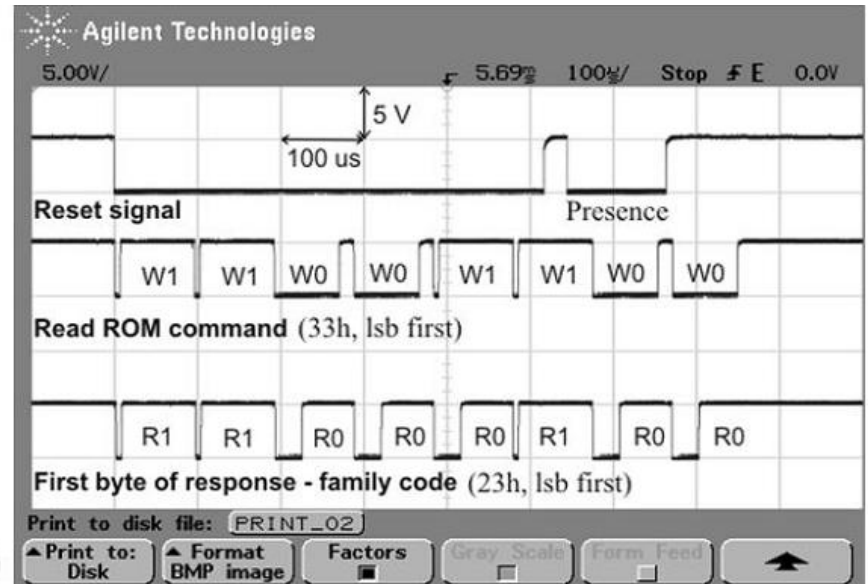 Agilent Technologies
5.00V/ 5.69ms 100us/ Stop E 0.0V
5 V
100 us
Reset signal Presence
W1 W1 W0 W0 W1 W1 W0 W0
Read ROM command (33h, lsb first)
R1 R1 R0 R0 R0 R1 R0 R0
First byte of response - family code (23h, lsb first)
Print to disk file: PRINT_02
Print to: Format Factors Gray Scale Form Feed
Disk BMP image